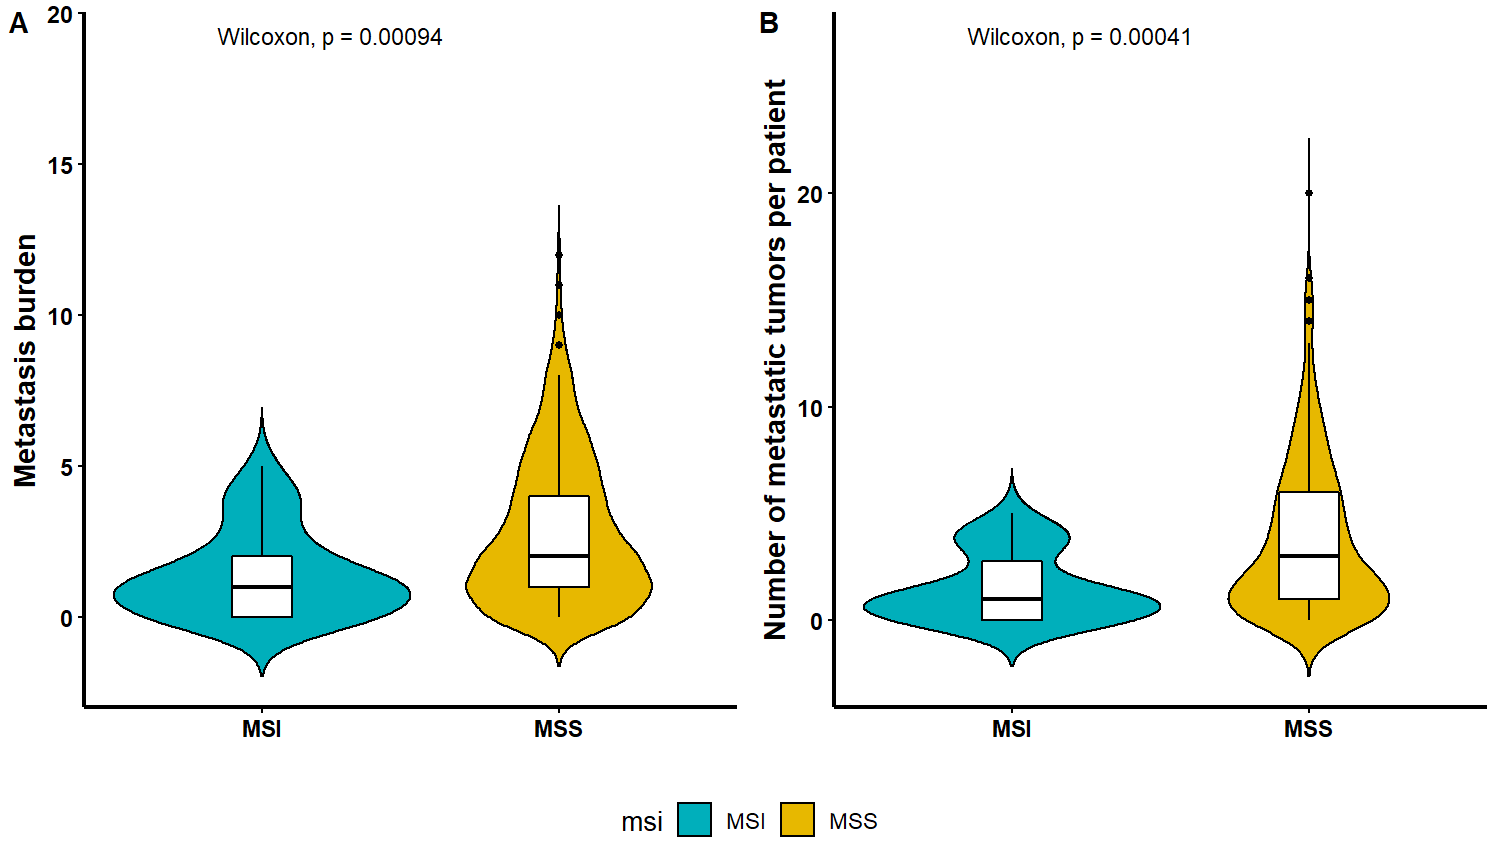 A
Wilcoxon, p = 0.00094
Metastasis burden
20
15
10
5
0
MSI
MSS
B
Wilcoxon, p = 0.00041
Number of metastatic tumors per patient
20
10
0
MSI
MSS
msi
MSI
MSS